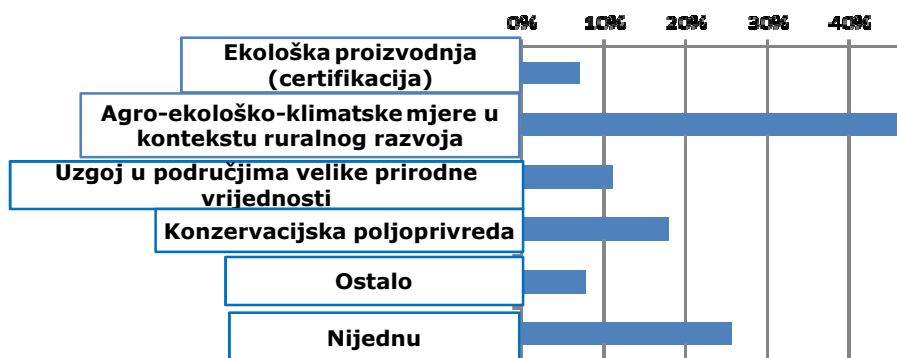 0% 10% 20% 30% 40%
Ekološka proizvodnja
(certifikacija)
Agro-ekološko-klimatske mjere u
kontekstu ruralnog razvoja
Uzgoj u područjima velike prirodne
vrijednosti
Konzervacijska poljoprivreda
Ostalo
Nijednu